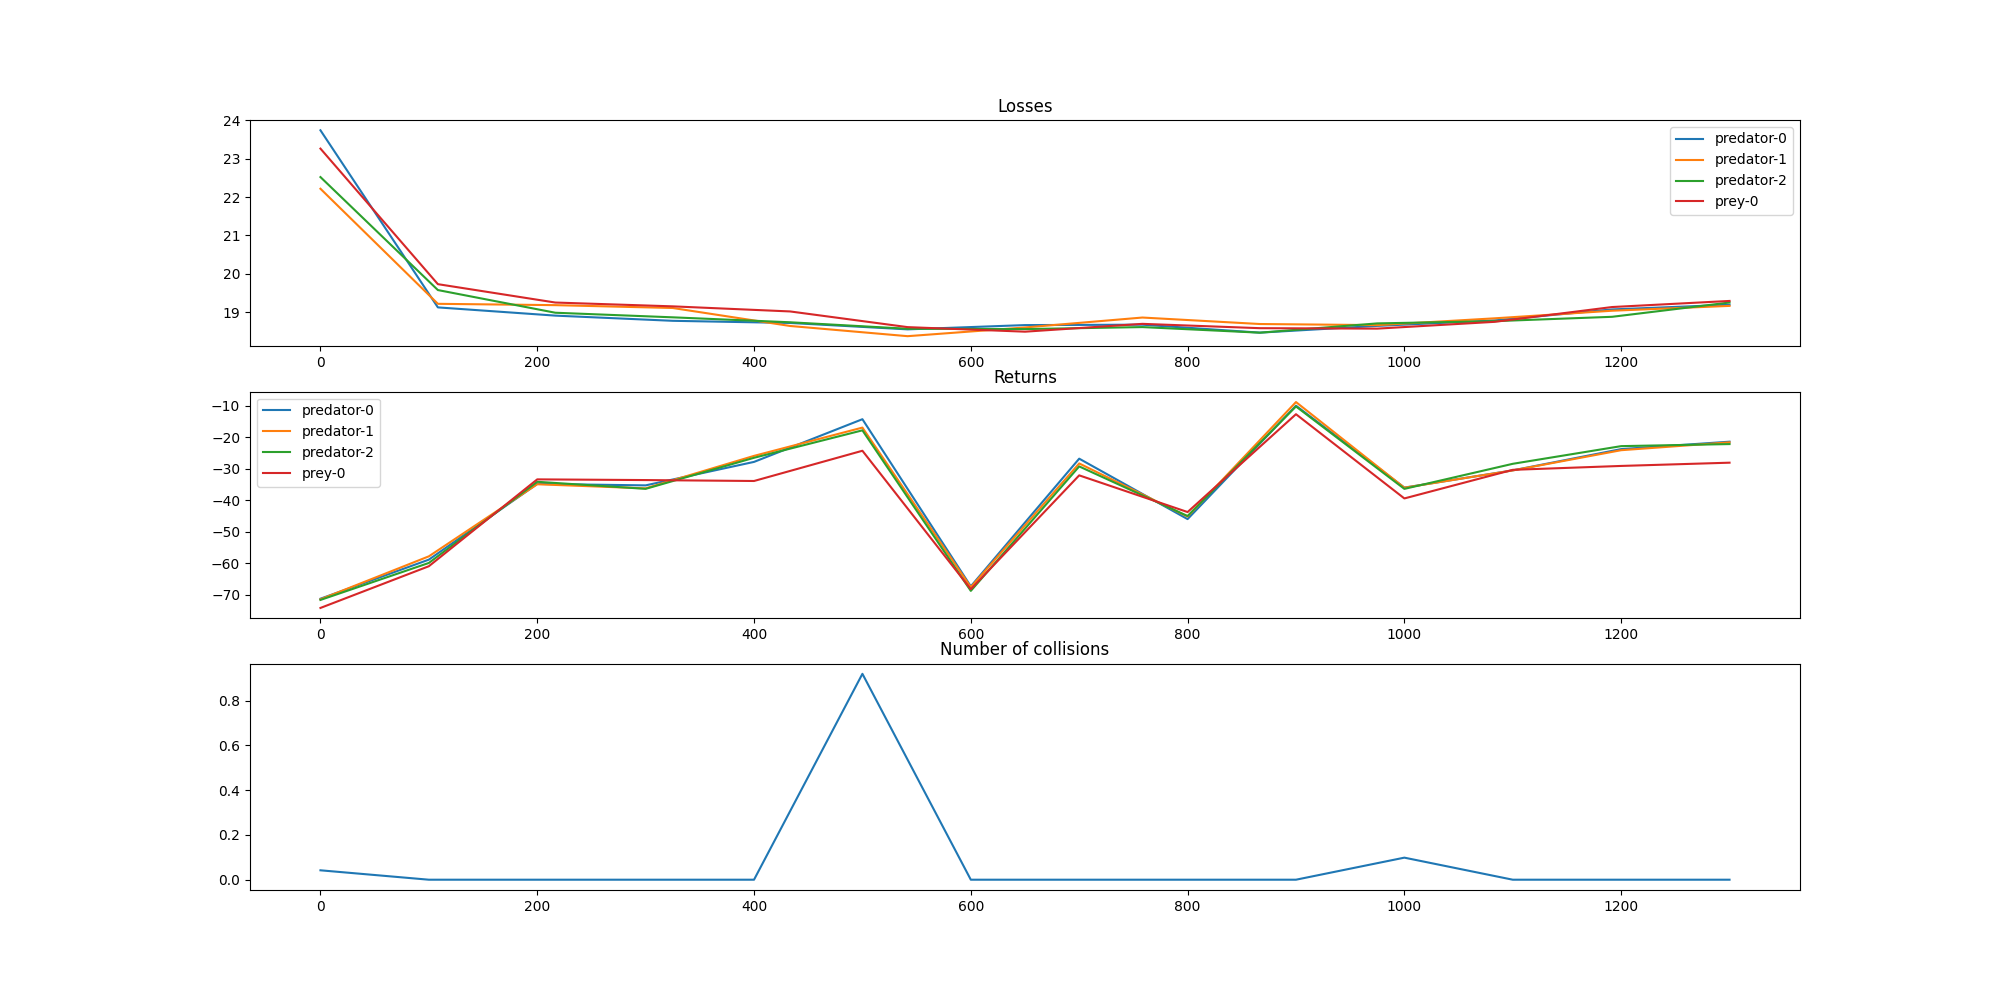 Losses
24
23
22
21
20
19
predator-0
predator-1
predator-2
prey-0
0 200 400 600 800 1000 1200
Returns
−10
−20
−30
−40
−50
−60
−70
predator-0
predator-1
predator-2
prey-0
0 200 400 600 800 1000 1200
Number of collisions
0.8
0.6
0.4
0.2
0.0
0 200 400 600 800 1000 1200